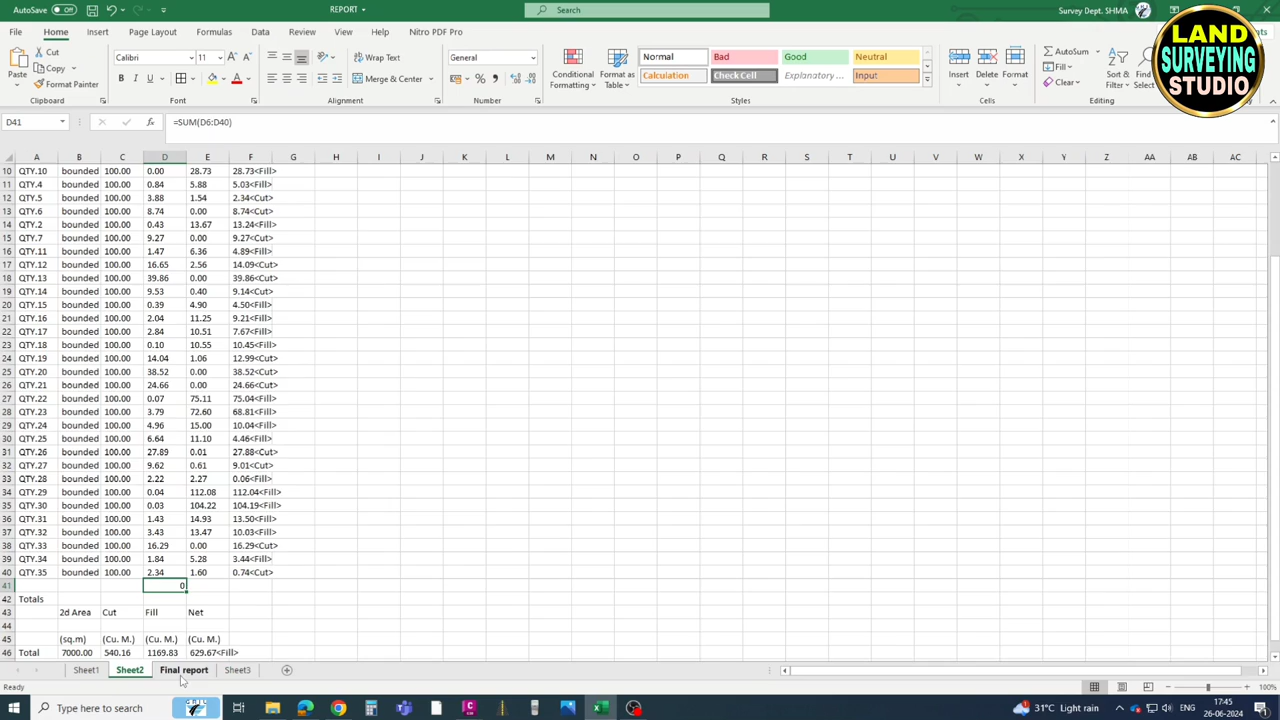 AutoSave Off REPORT Search Survey Dept. SHIMA
LAND
SURVEYING
STUDIO
File Home Insert Page Layout Formulas Data Review View Help Nitro PDF Pro
Paste Cut Copy Format Painter Calibri 11 Wrap Text Merge & Center General Conditional Formatting Format as Table Normal Bad Good Neutral Calculation Check Cell Explanatory ... Input Insert Delete Format AutoSum Fill Clear Sort & Filter Find Select
Clipboard Font Alignment Number Styles Cells Editing
D41 =SUM(D6:D40)
A B C D E F G H I J K L M N O P Q R S T U V W X Y Z AA AB AC
10 QTY.10 bounded 100.00 0.00 28.73 28.73<Fill>
11 QTY.4 bounded 100.00 0.84 5.88 5.03<Fill>
12 QTY.5 bounded 100.00 3.88 1.54 2.34<Cut>
13 QTY.6 bounded 100.00 8.74 0.00 8.74<Cut>
14 QTY.2 bounded 100.00 0.43 13.67 13.24<Fill>
15 QTY.7 bounded 100.00 9.27 0.00 9.27<Cut>
16 QTY.11 bounded 100.00 1.47 6.36 4.89<Fill>
17 QTY.12 bounded 100.00 16.65 2.56 14.09<Cut>
18 QTY.13 bounded 100.00 39.86 0.00 39.86<Cut>
19 QTY.14 bounded 100.00 9.53 0.40 9.14<Cut>
20 QTY.15 bounded 100.00 0.39 4.90 4.50<Fill>
21 QTY.16 bounded 100.00 2.04 11.25 9.21<Fill>
22 QTY.17 bounded 100.00 2.84 10.51 7.67<Fill>
23 QTY.18 bounded 100.00 0.10 10.55 10.45<Fill>
24 QTY.19 bounded 100.00 14.04 1.06 12.99<Cut>
25 QTY.20 bounded 100.00 38.52 0.00 38.52<Cut>
26 QTY.21 bounded 100.00 24.66 0.00 24.66<Cut>
27 QTY.22 bounded 100.00 0.07 75.11 75.04<Fill>
28 QTY.23 bounded 100.00 3.79 72.60 68.81<Fill>
29 QTY.24 bounded 100.00 4.96 15.00 10.04<Fill>
30 QTY.25 bounded 100.00 6.64 11.10 4.46<Fill>
31 QTY.26 bounded 100.00 27.89 0.01 27.88<Cut>
32 QTY.27 bounded 100.00 9.62 0.61 9.01<Cut>
33 QTY.28 bounded 100.00 2.22 2.27 0.06<Fill>
34 QTY.29 bounded 100.00 0.04 112.08 112.04<Fill>
35 QTY.30 bounded 100.00 0.03 104.22 104.19<Fill>
36 QTY.31 bounded 100.00 1.43 14.93 13.50<Fill>
37 QTY.32 bounded 100.00 3.43 13.47 10.03<Fill>
38 QTY.33 bounded 100.00 16.29 0.00 16.29<Cut>
39 QTY.34 bounded 100.00 1.84 5.28 3.44<Fill>
40 QTY.35 bounded 100.00 2.34 1.60 0.74<Cut>
41 0
42 Totals
43 2d Area Cut Fill Net
44
45 (sq.m) (Cu. M.) (Cu. M.) (Cu. M.)
46 Total 7000.00 540.16 1169.83 629.67<Fill>
Sheet1 Sheet2 Final report Sheet3
Ready 100%
Type here to search 31°C Light rain 17:45
26-06-2024